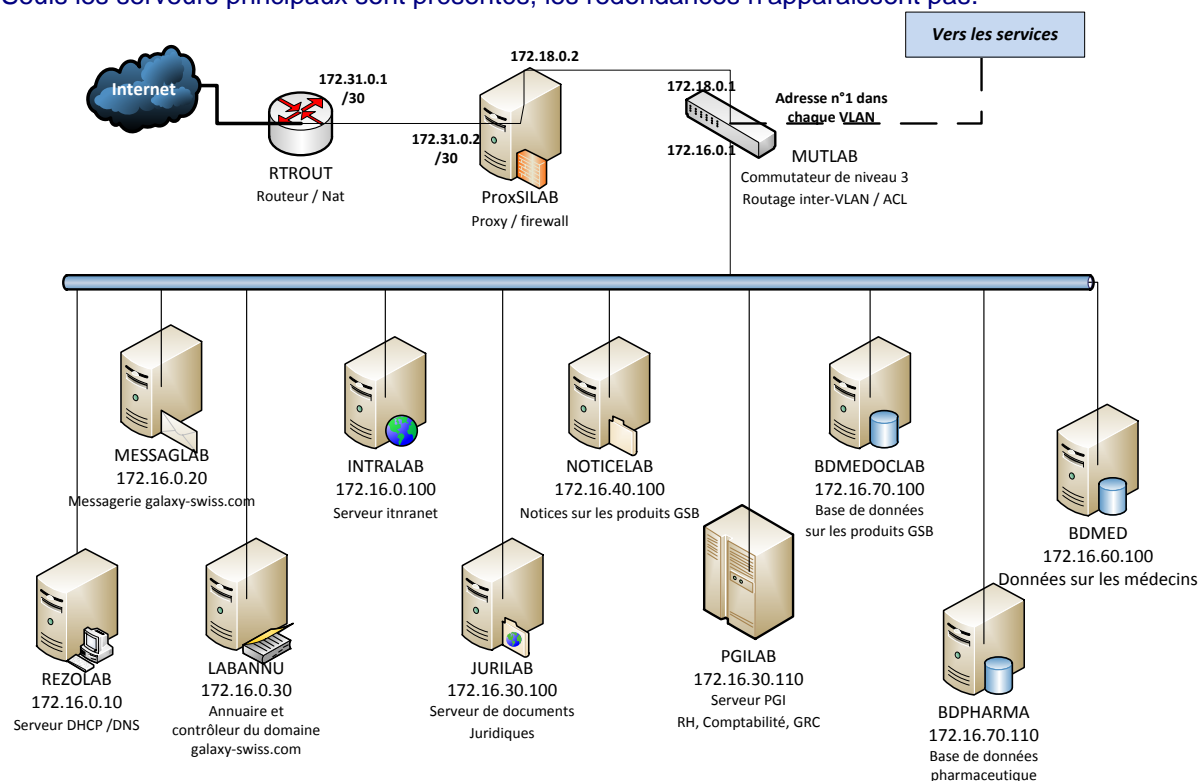 Seuls les serveurs principaux sont présentés, les redondances n'apparaissent pas.
Vers les services
Internet
172.31.0.1
/30
172.18.0.2
172.18.0.1
Adresse n°1 dans
chaque VLAN
172.31.0.2
/30
172.16.0.1
RTROUT
Routeur / Nat
ProxSILAB
Proxy / firewall
MUTLAB
Commutateur de niveau 3
Routage inter-VLAN / ACL
MESSAGLAB
172.16.0.20
Messagerie galaxy-swiss.com
INTRALAB
172.16.0.100
Serveur itnranet
NOTICELAB
172.16.40.100
Notices sur les produits GSB
BDMEDOCLAB
172.16.70.100
Base de données
sur les produits GSB
BDMED
172.16.60.100
Données sur les médecins
REZOLAB
172.16.0.10
Serveur DHCP /DNS
LABANNU
172.16.0.30
Annuaire et
contrôleur du domaine
galaxy-swiss.com
JURILAB
172.16.30.100
Serveur de documents
Juridiques
PGILAB
172.16.30.110
Serveur PGI
RH, Comptabilité, GRC
BDPHARMA
172.16.70.110
Base de données
pharmaceutique